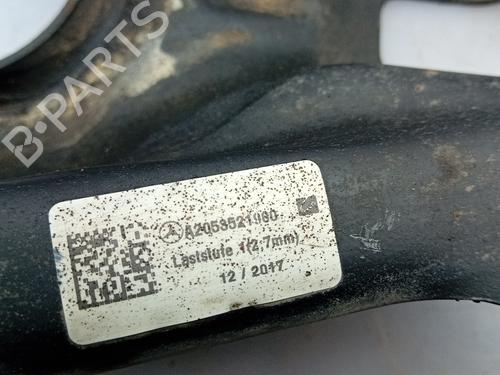 B-PARTS
A2053521990
Laststufe 1(2,7mm)
12 / 2017